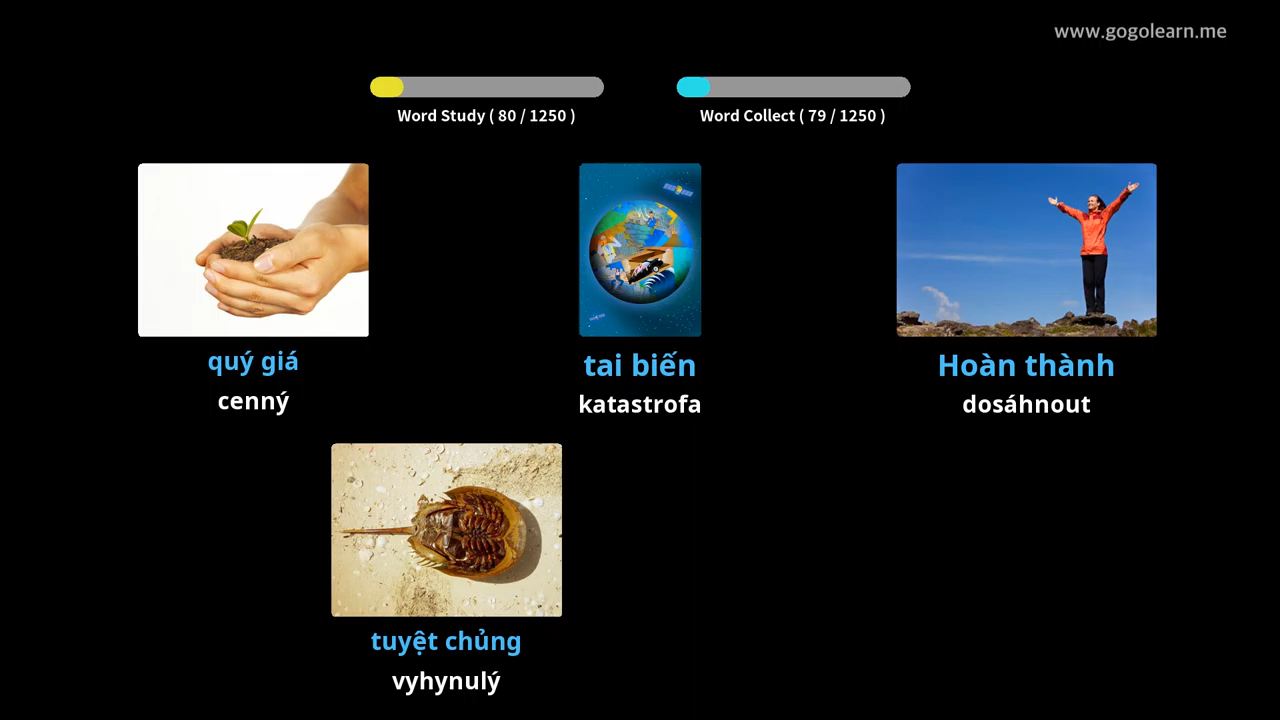 www.gogolearn.me
Word Study ( 80 / 1250 )
Word Collect ( 79 / 1250 )
quý giá
cenný
tai biến
katastrofa
Hoàn thành
dosáhnout
tuyệt chủng
vyhynulý